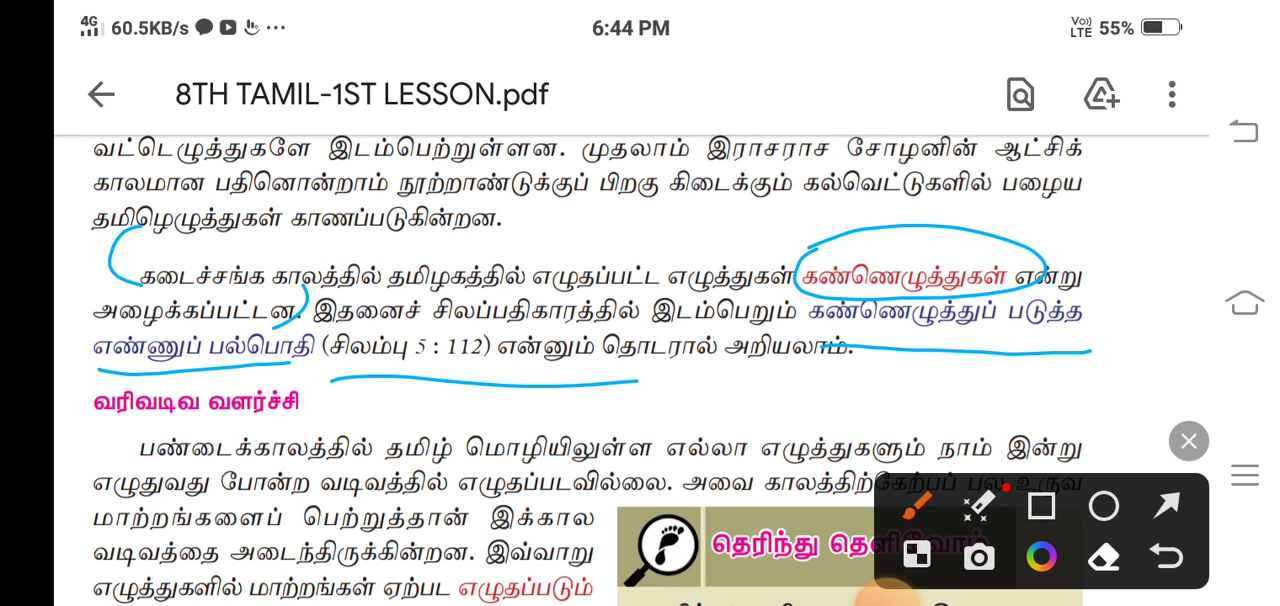 4G 60.5KB/s ... 6:44 PM Vo)) LTE 55%
8TH TAMIL-1ST LESSON.pdf
வட்டெழுத்துகளே இடம்பெற்றுள்ளன. முதலாம் இராசராச சோழனின் ஆட்சிக்
காலமான பதினொன்றாம் நூற்றாண்டுக்குப் பிறகு கிடைக்கும் கல்வெட்டுகளில் பழைய
தமிழெழுத்துகள் காணப்படுகின்றன.
கடைச்சங்க காலத்தில் தமிழகத்தில் எழுதப்பட்ட எழுத்துகள் கண்ணெழுத்துகள் என்று
அழைக்கப்பட்டன. இதனைச் சிலப்பதிகாரத்தில் இடம்பெறும் கண்ணெழுத்துப் படுத்த
எண்ணுப் பல்பொதி (சிலம்பு 5 : 112) என்னும் தொடரால் அறியலாம்.
வரிவடிவ வளர்ச்சி
பண்டைக்காலத்தில் தமிழ் மொழியிலுள்ள எல்லா எழுத்துகளும் நாம் இன்று
எழுதுவது போன்ற வடிவத்தில் எழுதப்படவில்லை. அவை காலத்திற்கேற்பப் பல உருவ
மாற்றங்களைப் பெற்றுத்தான் இக்கால
வடிவத்தை அடைந்திருக்கின்றன. இவ்வாறு
எழுத்துகளில் மாற்றங்கள் ஏற்பட எழுதப்படும்
தெரிந்து தெளிவோம்